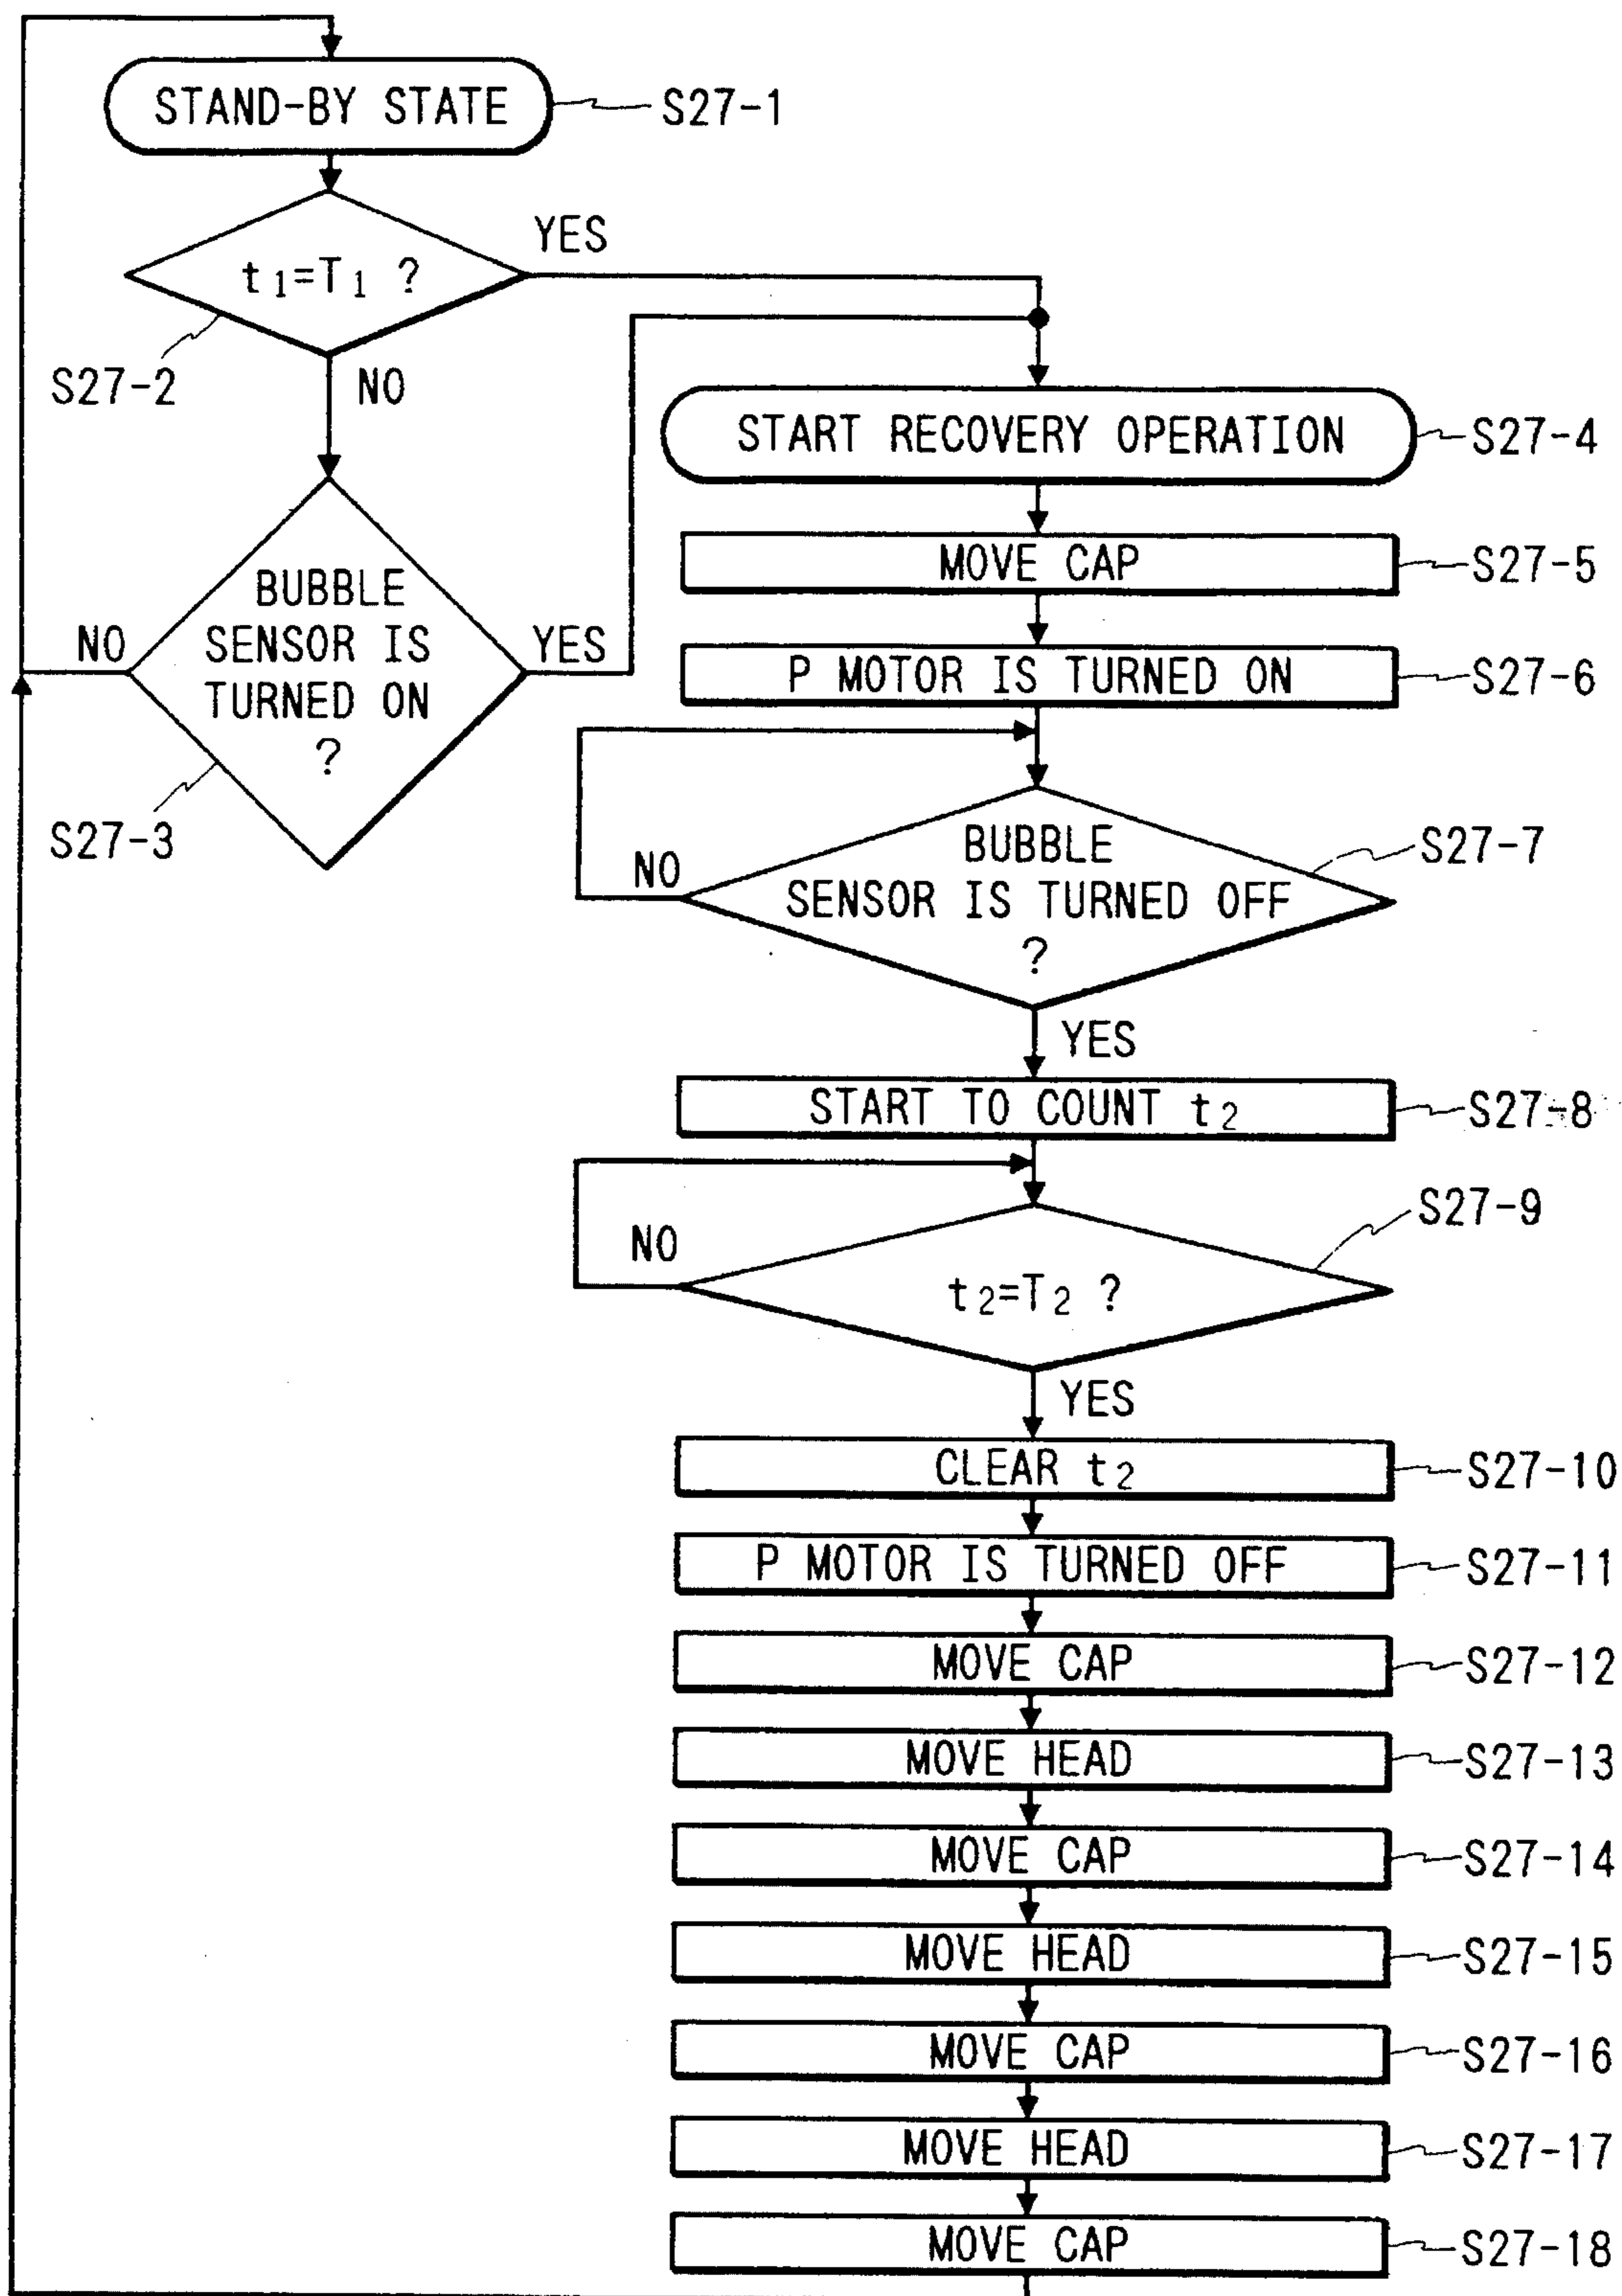 STAND-BY STATE
S27-1
t1=T1 ?
YES
S27-2
NO
BUBBLE
SENSOR IS
TURNED ON
?
NO
YES
S27-3
START RECOVERY OPERATION
S27-4
MOVE CAP
S27-5
P MOTOR IS TURNED ON
S27-6
BUBBLE
SENSOR IS TURNED OFF
?
S27-7
NO
YES
START TO COUNT t2
S27-8
S27-9
NO
t2=T2 ?
YES
CLEAR t2
S27-10
P MOTOR IS TURNED OFF
S27-11
MOVE CAP
S27-12
MOVE HEAD
S27-13
MOVE CAP
S27-14
MOVE HEAD
S27-15
MOVE CAP
S27-16
MOVE HEAD
S27-17
MOVE CAP
S27-18